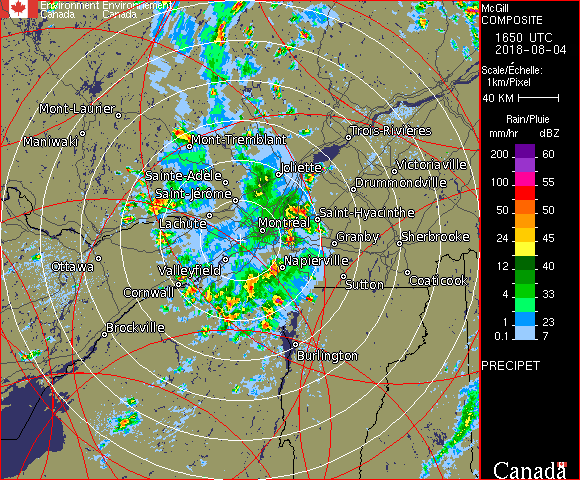 Environment Environnement
Canada Canada
Mont-Laurier
Maniwaki
Mont-Tremblant
Trois-Rivières
Sainte-Adèle
Joliette
Victoriaville
Saint-Jérôme
Drummondville
Lachute
Montréal
Saint-Hyacinthe
Granby
Sherbrooke
Ottawa
Valleyfield
Napierville
Cornwall
Sutton
Coaticook
Brockville
Burlington
McGill
COMPOSITE
1650 UTC
2018-08-04
Scale/Échelle:
1km/Pixel
40 KM
Rain/Pluie
mm/hr dBZ
200 60
100 55
50 50
24 45
12 40
4 33
1 23
0.1 7
PRECIPET
Canada